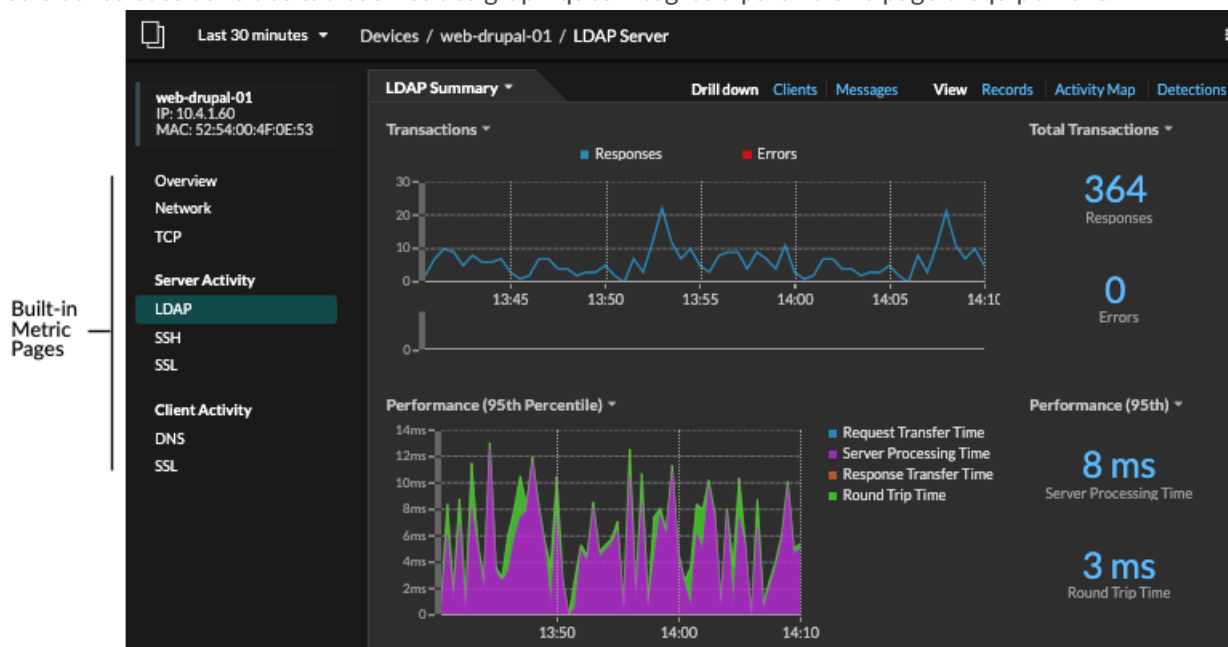 Last 30 minutes
Devices / web-drupal-01 / LDAP Server
web-drupal-01
IP: 10.4.1.60
MAC: 52:54:00:4F:0E:53
Overview
Network
TCP
Server Activity
LDAP
SSH
SSL
Client Activity
DNS
SSL
Built-in
Metric
Pages
LDAP Summary
Drill down Clients Messages View Records Activity Map Detections
Transactions
Responses Errors
30
20
10
0
13:45 13:50 13:55 14:00 14:05 14:10
0
Total Transactions
364
Responses
0
Errors
Performance (95th Percentile)
14ms
12ms
10ms
8ms
6ms
4ms
2ms
0
13:50 14:00 14:10
Request Transfer Time
Server Processing Time
Response Transfer Time
Round Trip Time
Performance (95th)
8 ms
Server Processing Time
3 ms
Round Trip Time